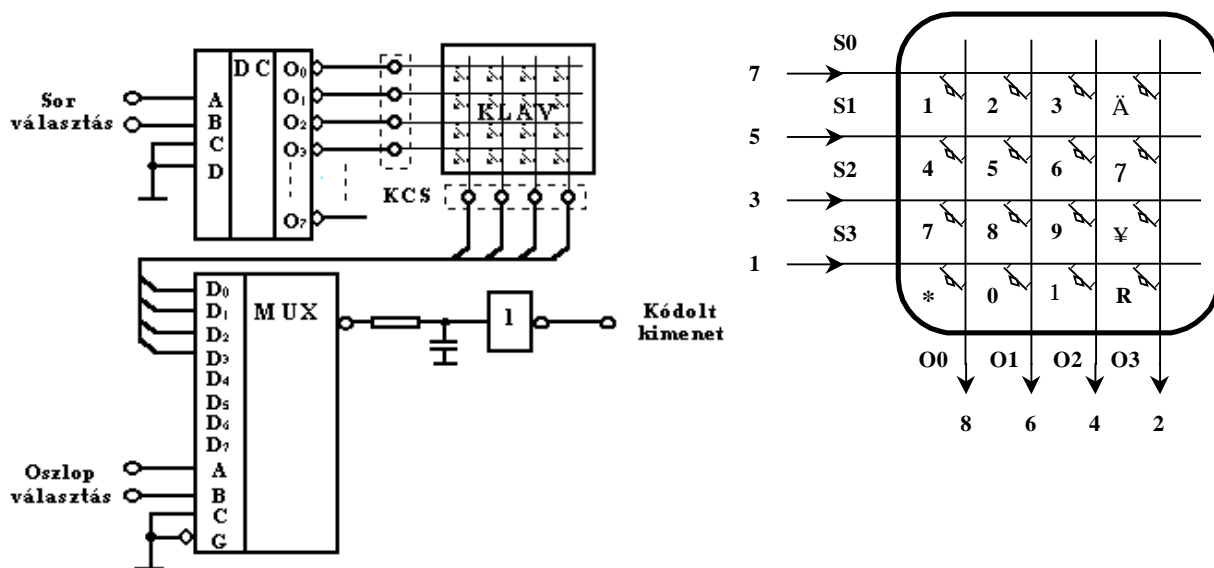 Sor
választás
A
B
C
D
DC
O0
O1
O2
O3
O7
KLAV
KCS
D0
D1
D2
D3
D4
D5
D6
D7
A
B
C
G
MUX
1
Kódolt
kimenet
Oszlop
választás
S0
7
S1
1 2 3 Ä
5
S2
4 5 6 7
3
S3
7 8 9 ¥
1
* 0 1 R
O0 O1 O2 O3
8 6 4 2